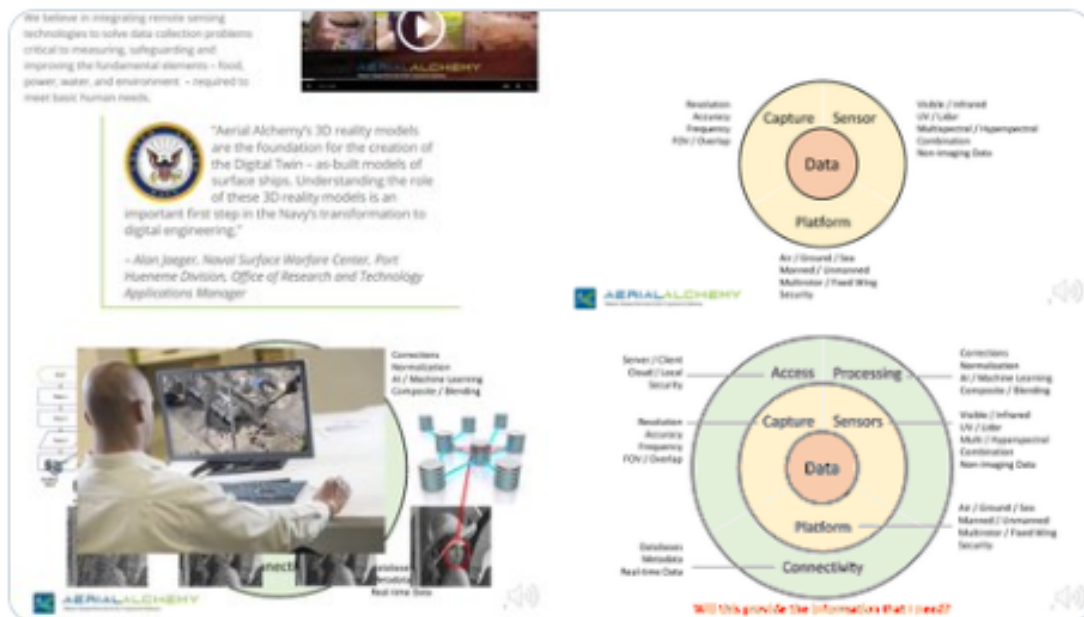 We believe in integrating remote sensing
technologies to solve data collection problems
critical to measuring, safeguarding and
improving the fundamental elements – food,
power, water, and environment – required to
meet basic human needs.
AERIALALCHEMY
"Aerial Alchemy's 3D reality models
are the foundation for the creation of
the Digital Twin – as-built models of
surface ships. Understanding the role
of these 3D reality models is an
important first step in the Navy's transformation to
digital engineering."
– Alan Jaeger, Naval Surface Warfare Center, Port
Hueneme Division, Office of Research and Technology
Applications Manager
Resolution
Accuracy
Frequency
FOV / Overlap
Capture
Sensor
Data
Platform
Visible / Infrared
UV / Lidar
Multispectral / Hyperspectral
Combination
Non-imaging Data
Air / Ground / Sea
Manned / Unmanned
Multirotor / Fixed Wing
Security
AERIALALCHEMY
Corrections
Normalization
AI / Machine Learning
Composite / Blending
Databases
Metadata
Real-time Data
AERIALALCHEMY
Server / Client
Cloud / Local
Security
Access
Processing
Corrections
Normalization
AI / Machine Learning
Composite / Blending
Resolution
Accuracy
Frequency
FOV / Overlap
Capture
Sensors
Data
Platform
Visible / Infrared
UV / Lidar
Multi / Hyperspectral
Combination
Non-imaging Data
Air / Ground / Sea
Manned / Unmanned
Multirotor / Fixed Wing
Security
Databases
Metadata
Real-time Data
Connectivity
Will this provide the information that I need?